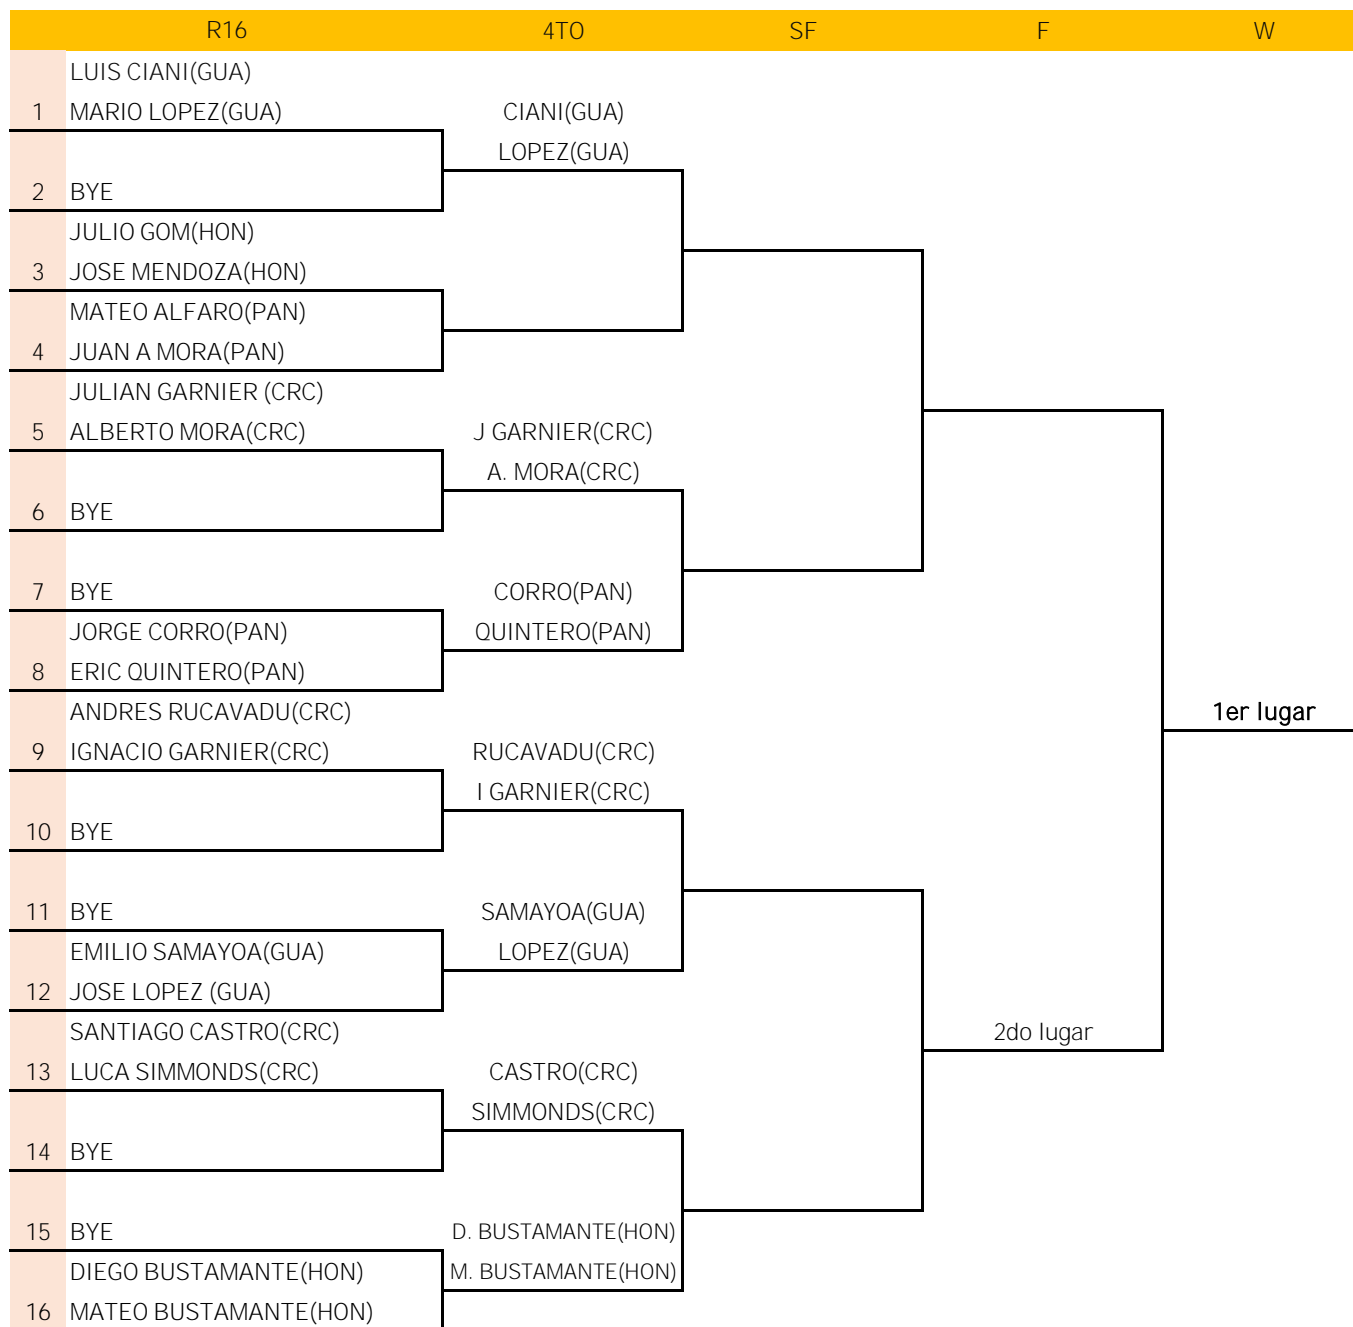 R16 4TO SF F W
LUIS CIANI(GUA)
1 MARIO LOPEZ(GUA) CIANI(GUA)
LOPEZ(GUA)
2 BYE
JULIO GOM(HON)
3 JOSE MENDOZA(HON)
MATEO ALFARO(PAN)
4 JUAN A MORA(PAN)
JULIAN GARNIER (CRC)
5 ALBERTO MORA(CRC) J GARNIER(CRC)
A. MORA(CRC)
6 BYE
7 BYE CORRO(PAN)
JORGE CORRO(PAN) QUINTERO(PAN)
8 ERIC QUINTERO(PAN)
ANDRES RUCAVADU(CRC) 1er lugar
9 IGNACIO GARNIER(CRC) RUCAVADU(CRC)
I GARNIER(CRC)
10 BYE
11 BYE SAMAYOA(GUA)
EMILIO SAMAYOA(GUA) LOPEZ(GUA)
12 JOSE LOPEZ (GUA)
SANTIAGO CASTRO(CRC) 2do lugar
13 LUCA SIMMONDS(CRC) CASTRO(CRC)
SIMMONDS(CRC)
14 BYE
15 BYE D. BUSTAMANTE(HON)
DIEGO BUSTAMANTE(HON) M. BUSTAMANTE(HON)
16 MATEO BUSTAMANTE(HON)